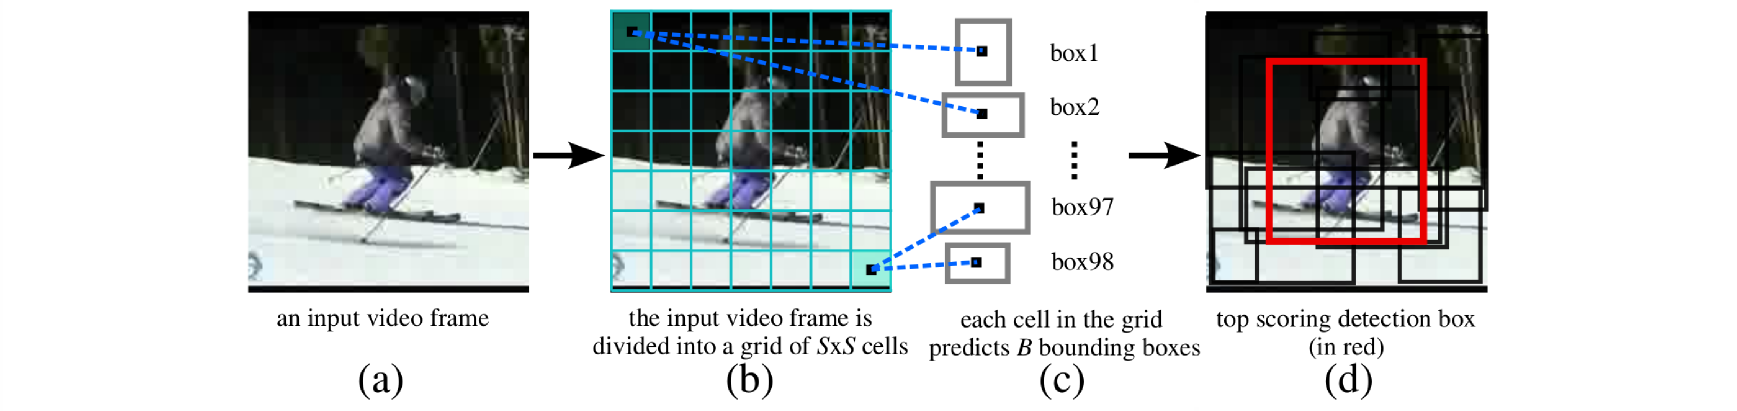 box1
box2
box97
box98
an input video frame
the input video frame is
divided into a grid of SxS cells
each cell in the grid
predicts B bounding boxes
top scoring detection box
(in red)
(a)
(b)
(c)
(d)